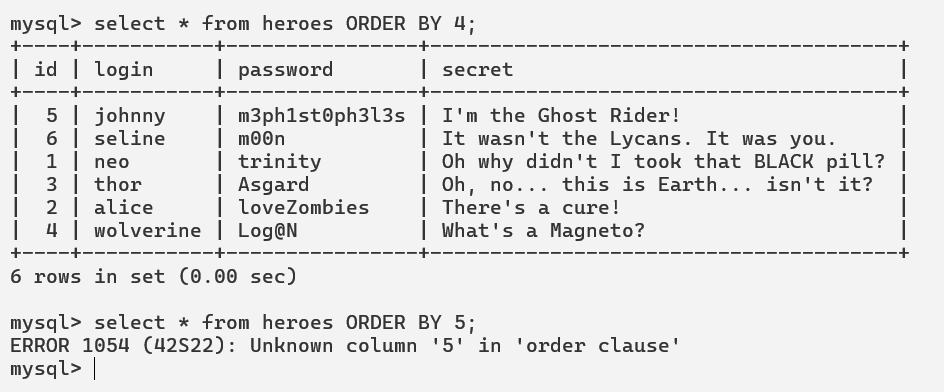 mysql> select * from heroes ORDER BY 4;
+----+-----------+----------------+---------------------------------------+
| id | login     | password       | secret                                |
+----+-----------+----------------+---------------------------------------+
|  5 | johnny    | m3ph1st0ph3l3s | I'm the Ghost Rider!                  |
|  6 | seline    | m00n           | It wasn't the Lycans. It was you.     |
|  1 | neo       | trinity        | Oh why didn't I took that BLACK pill? |
|  3 | thor      | Asgard         | Oh, no... this is Earth... isn't it?  |
|  2 | alice     | loveZombies    | There's a cure!                       |
|  4 | wolverine | Log@N          | What's a Magneto?                     |
+----+-----------+----------------+---------------------------------------+
6 rows in set (0.00 sec)
mysql> select * from heroes ORDER BY 5;
ERROR 1054 (42S22): Unknown column '5' in 'order clause'
mysql>